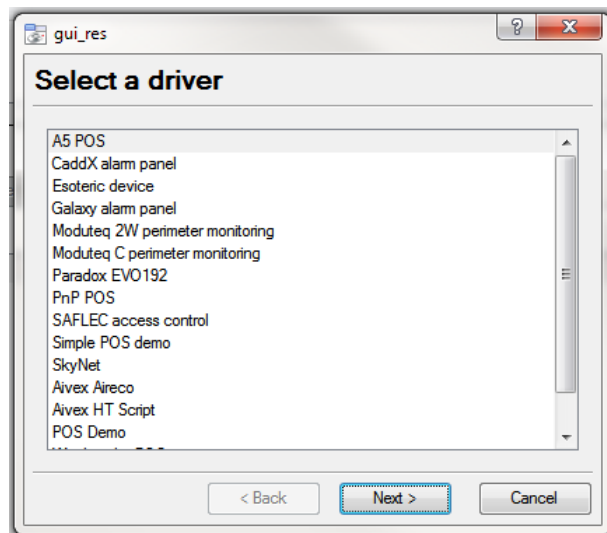 gui_res
Select a driver
A5 POS
CaddX alarm panel
Esoteric device
Galaxy alarm panel
Moduteq 2W perimeter monitoring
Moduteq C perimeter monitoring
Paradox EVO192
PnP POS
SAFLEC access control
Simple POS demo
SkyNet
Aivex Aireco
Aivex HT Script
POS Demo
< Back Next > Cancel